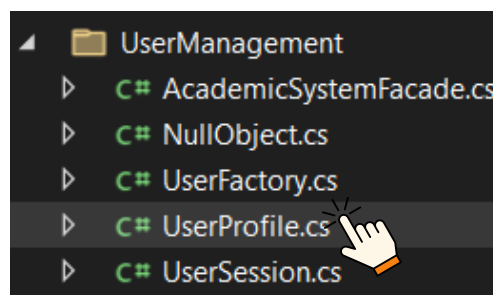 UserManagement
C# AcademicSystemFacade.cs
C# NullObject.cs
C# UserFactory.cs
C# UserProfile.cs
C# UserSession.cs